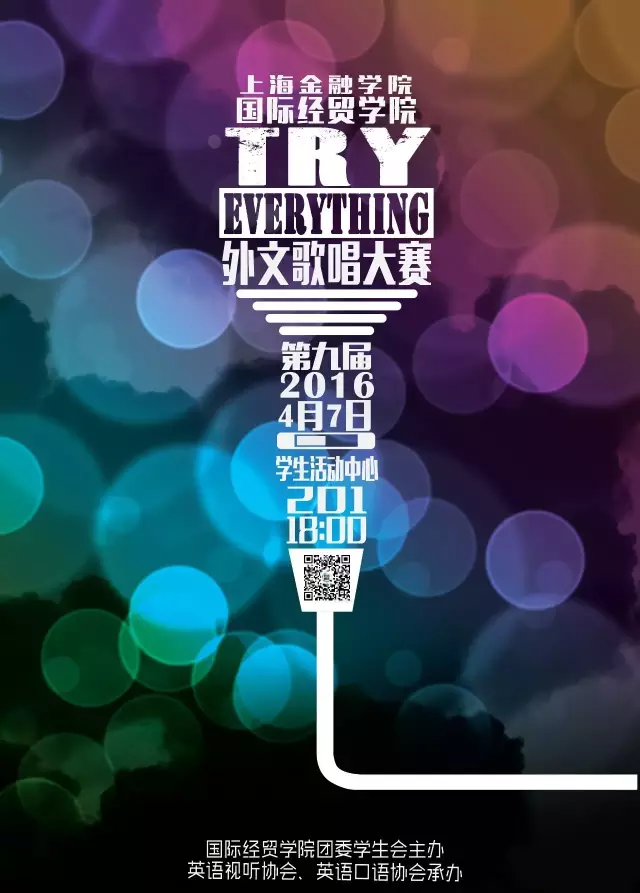 上海金融学院
国际经贸学院
TRY
EVERYTHING
外文歌唱大赛
第九届
2016
4月7日
学生活动中心
201
18:00
国际经贸学院团委学生会主办
英语视听协会、英语口语协会承办